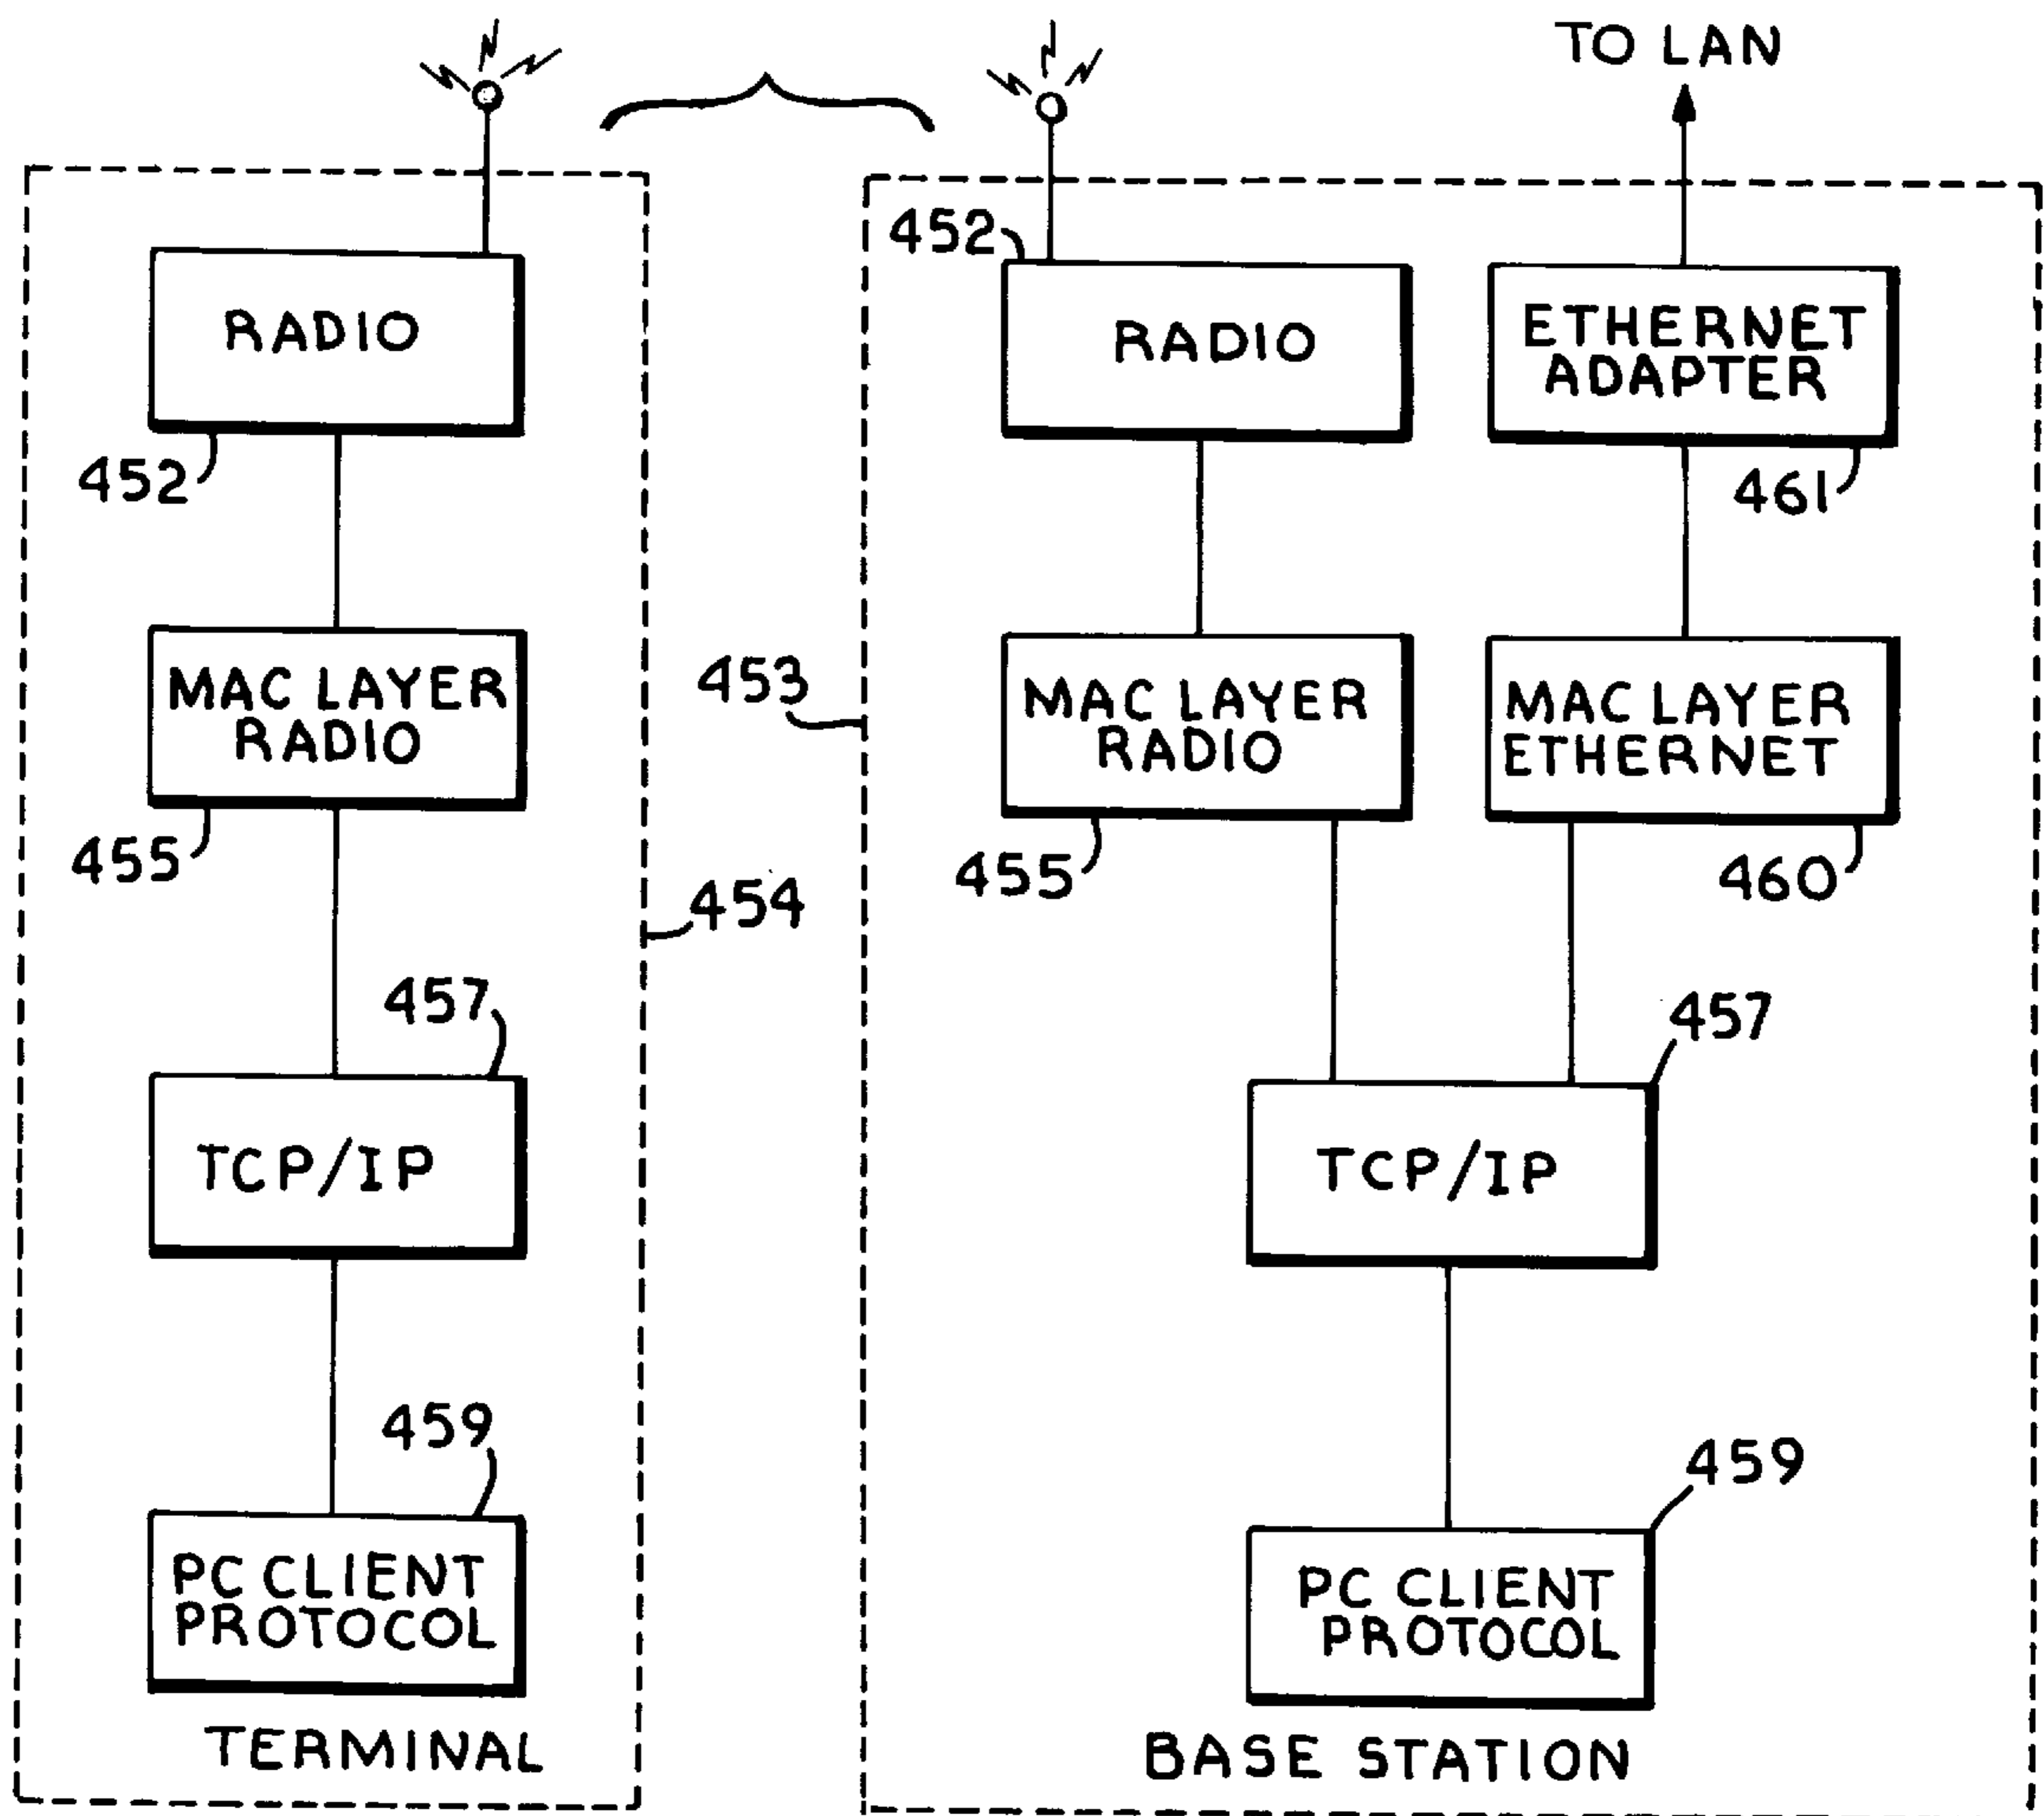 TO LAN
452
RADIO
RADIO
ETHERNET
ADAPTER
452
461
MAC LAYER
RADIO
453
MAC LAYER
RADIO
MAC LAYER
ETHERNET
455
454
455
460
457
457
TCP/IP
TCP/IP
459
459
PC CLIENT
PROTOCOL
PC CLIENT
PROTOCOL
TERMINAL
BASE STATION